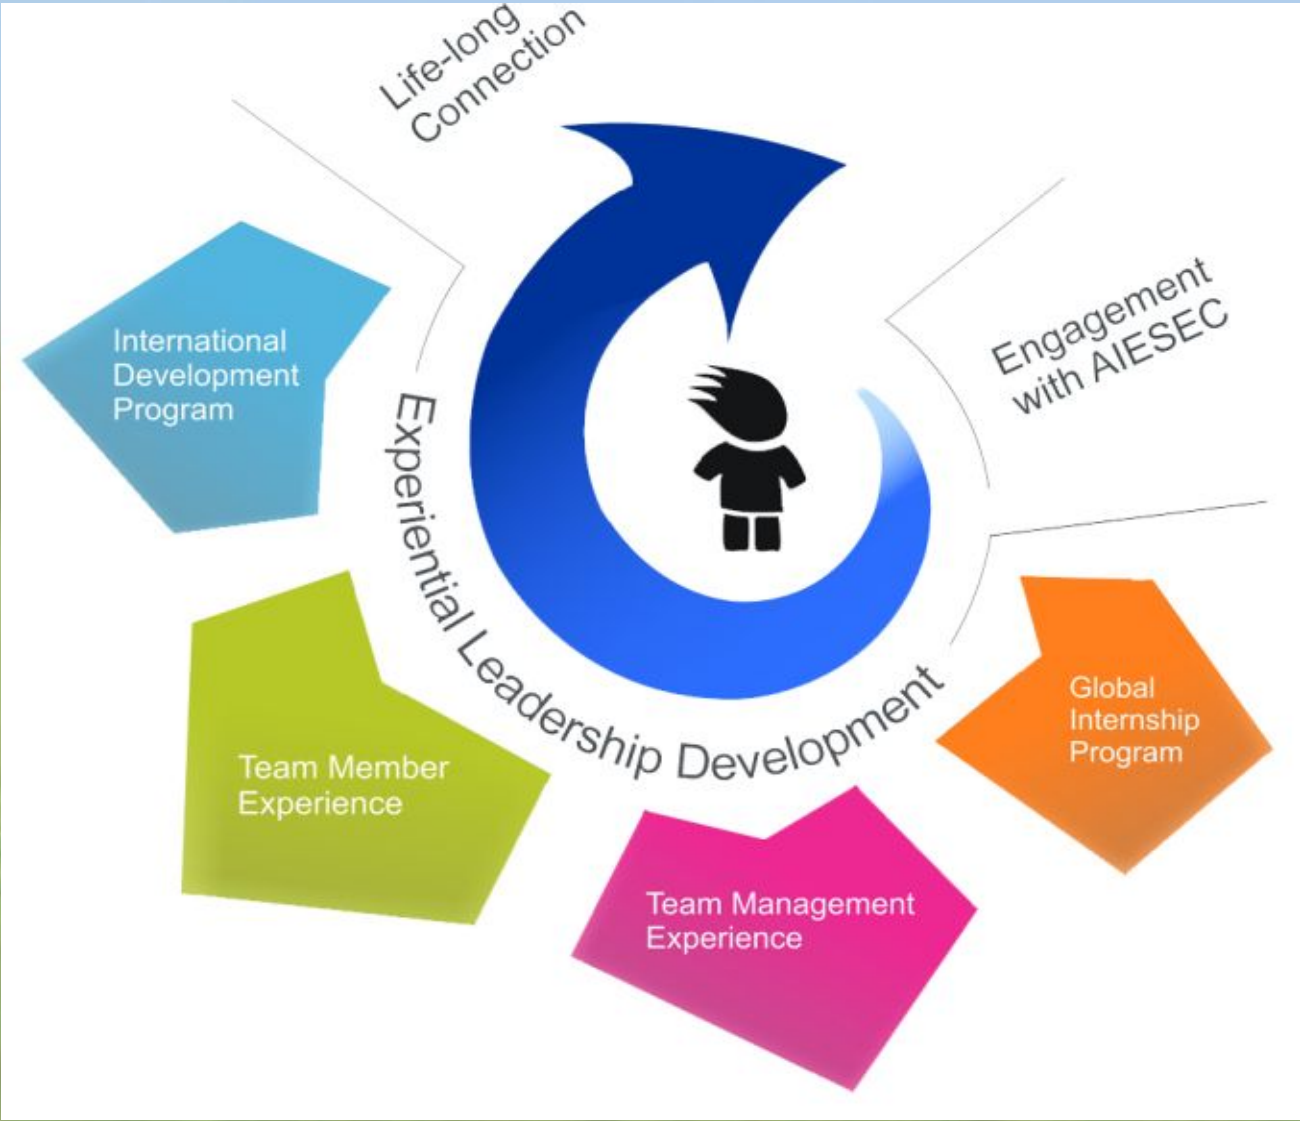 Life-long
Connection
Engagement
with AIESEC
International
Development
Program
Experiential Leadership Development
Global
Internship
Program
Team Member
Experience
Team Management
Experience